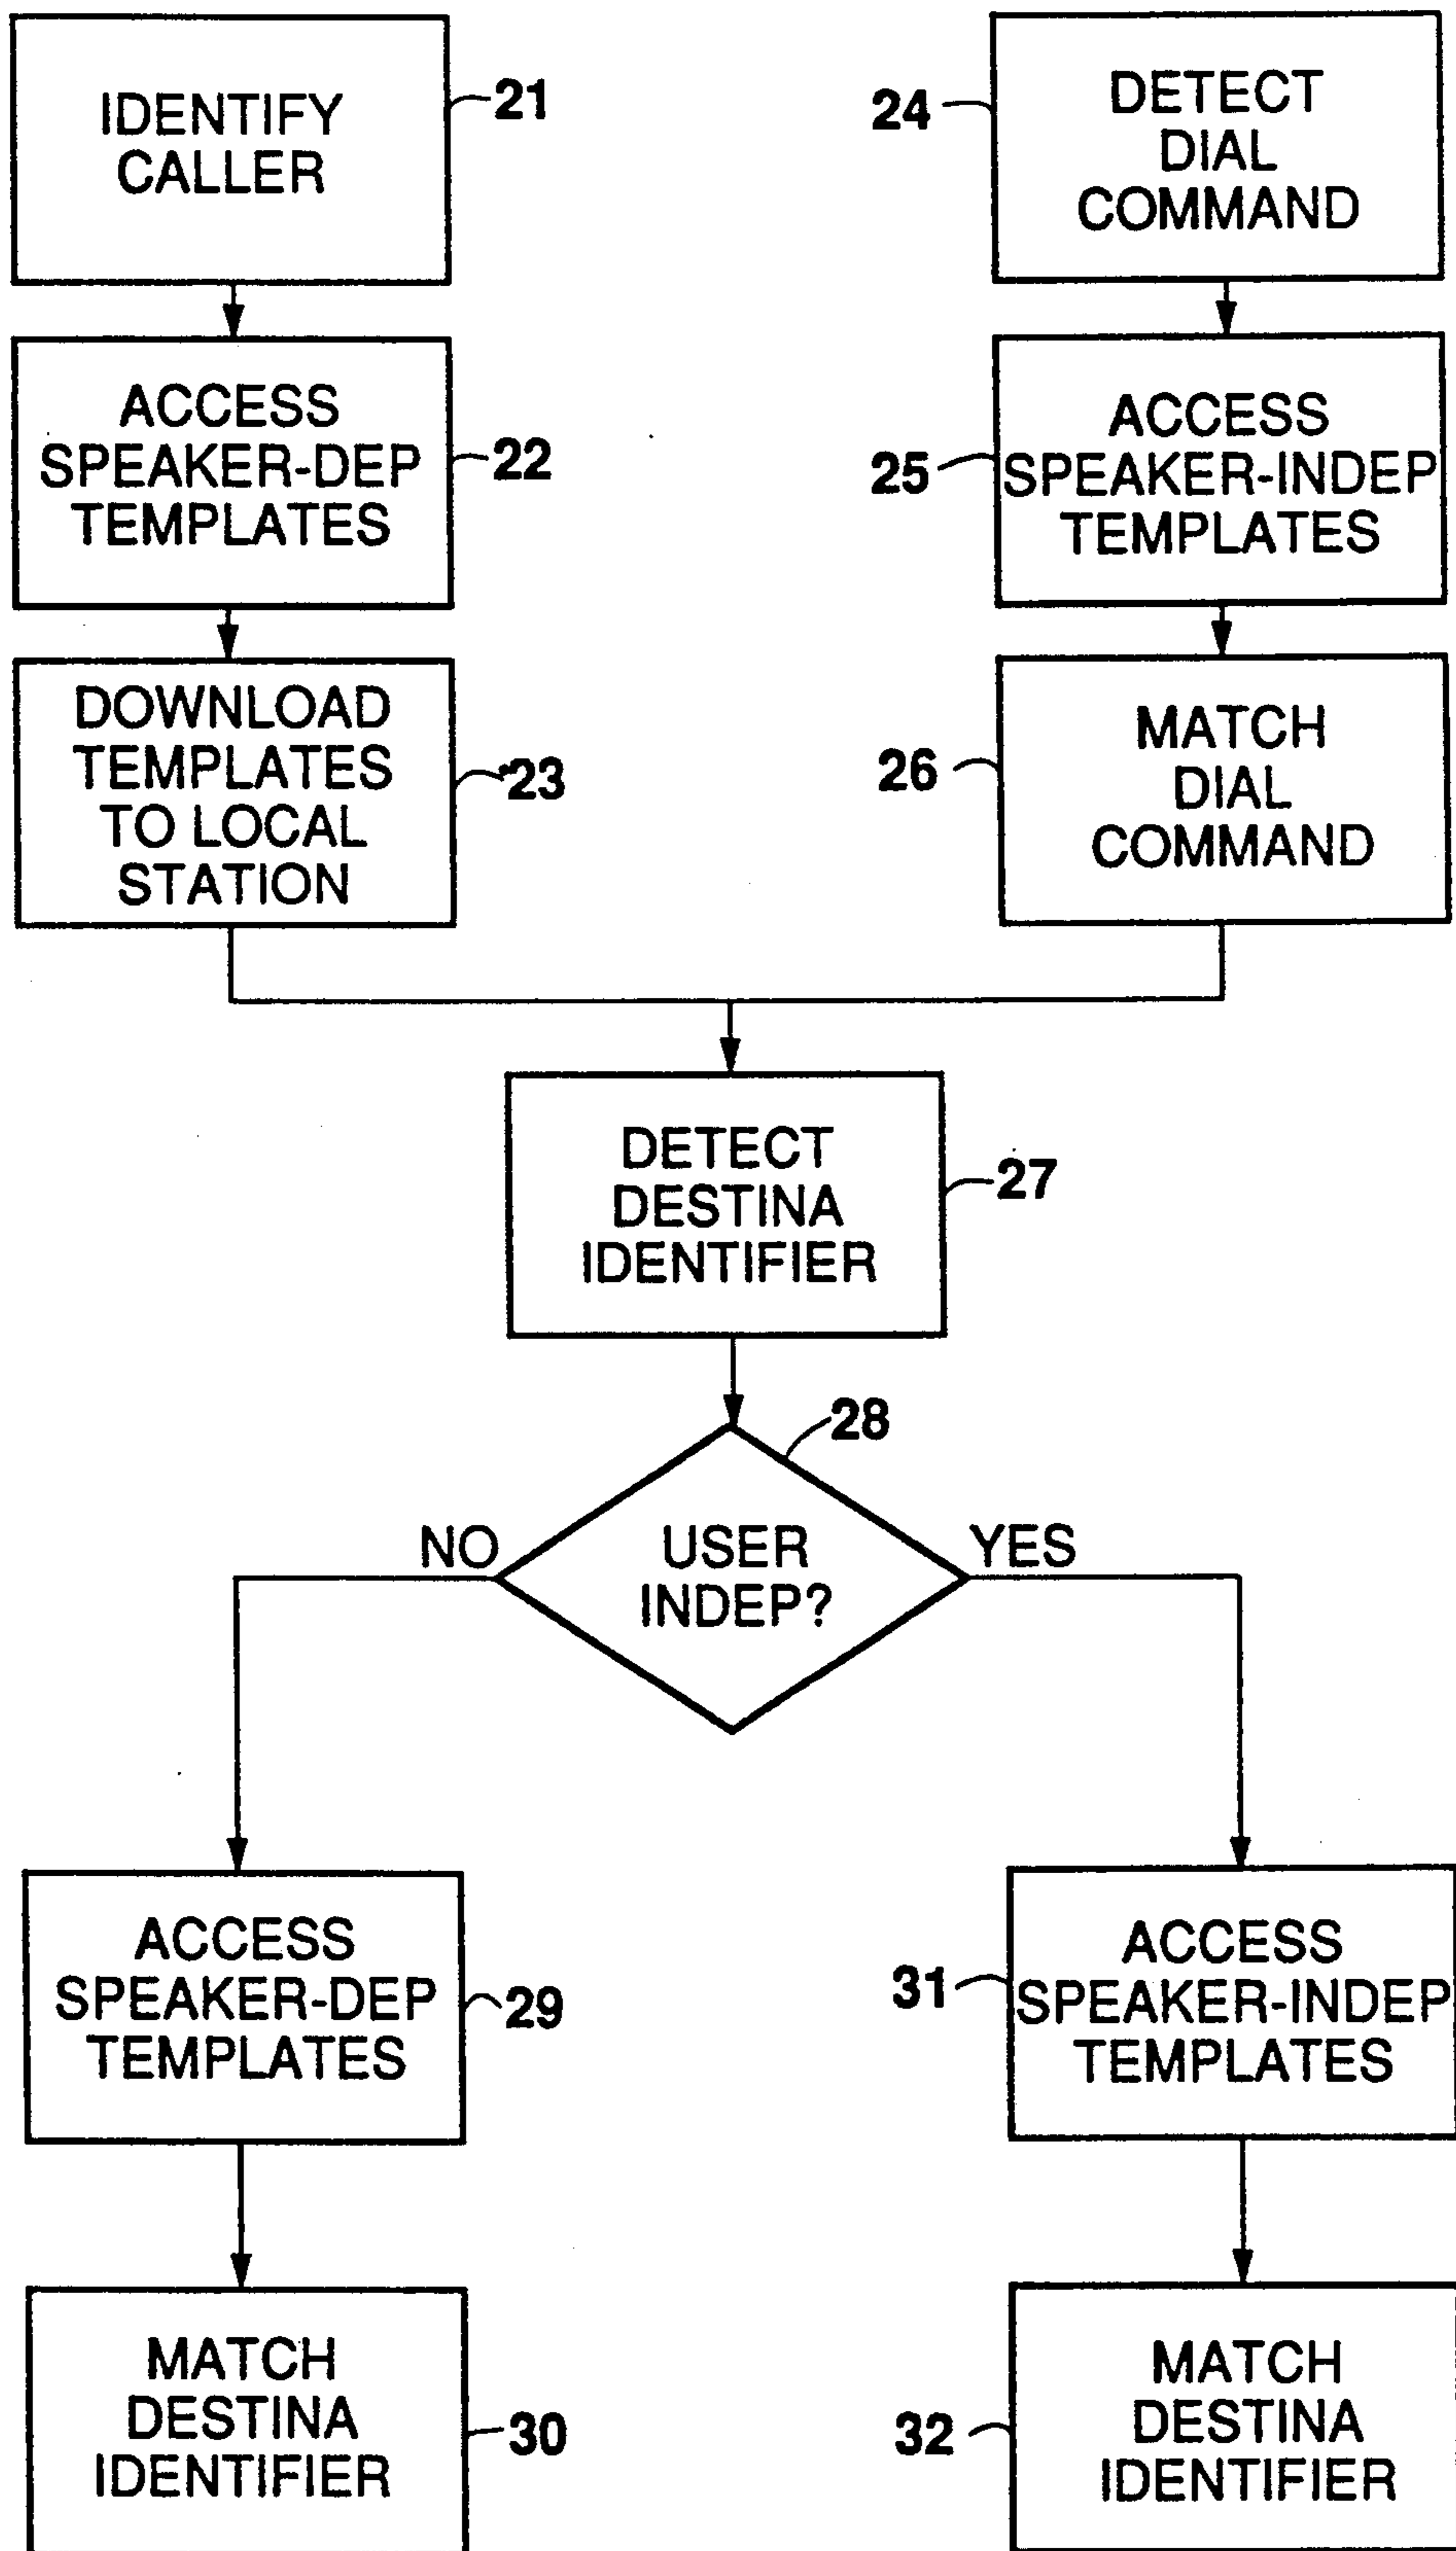 IDENTIFY
CALLER
21
ACCESS
SPEAKER-DEP
TEMPLATES
22
DOWNLOAD
TEMPLATES
TO LOCAL
STATION
23
24
DETECT
DIAL
COMMAND
25
ACCESS
SPEAKER-INDEP
TEMPLATES
26
MATCH
DIAL
COMMAND
DETECT
DESTINA
IDENTIFIER
27
28
NO
USER
INDEP?
YES
ACCESS
SPEAKER-DEP
TEMPLATES
29
MATCH
DESTINA
IDENTIFIER
30
31
ACCESS
SPEAKER-INDEP
TEMPLATES
32
MATCH
DESTINA
IDENTIFIER